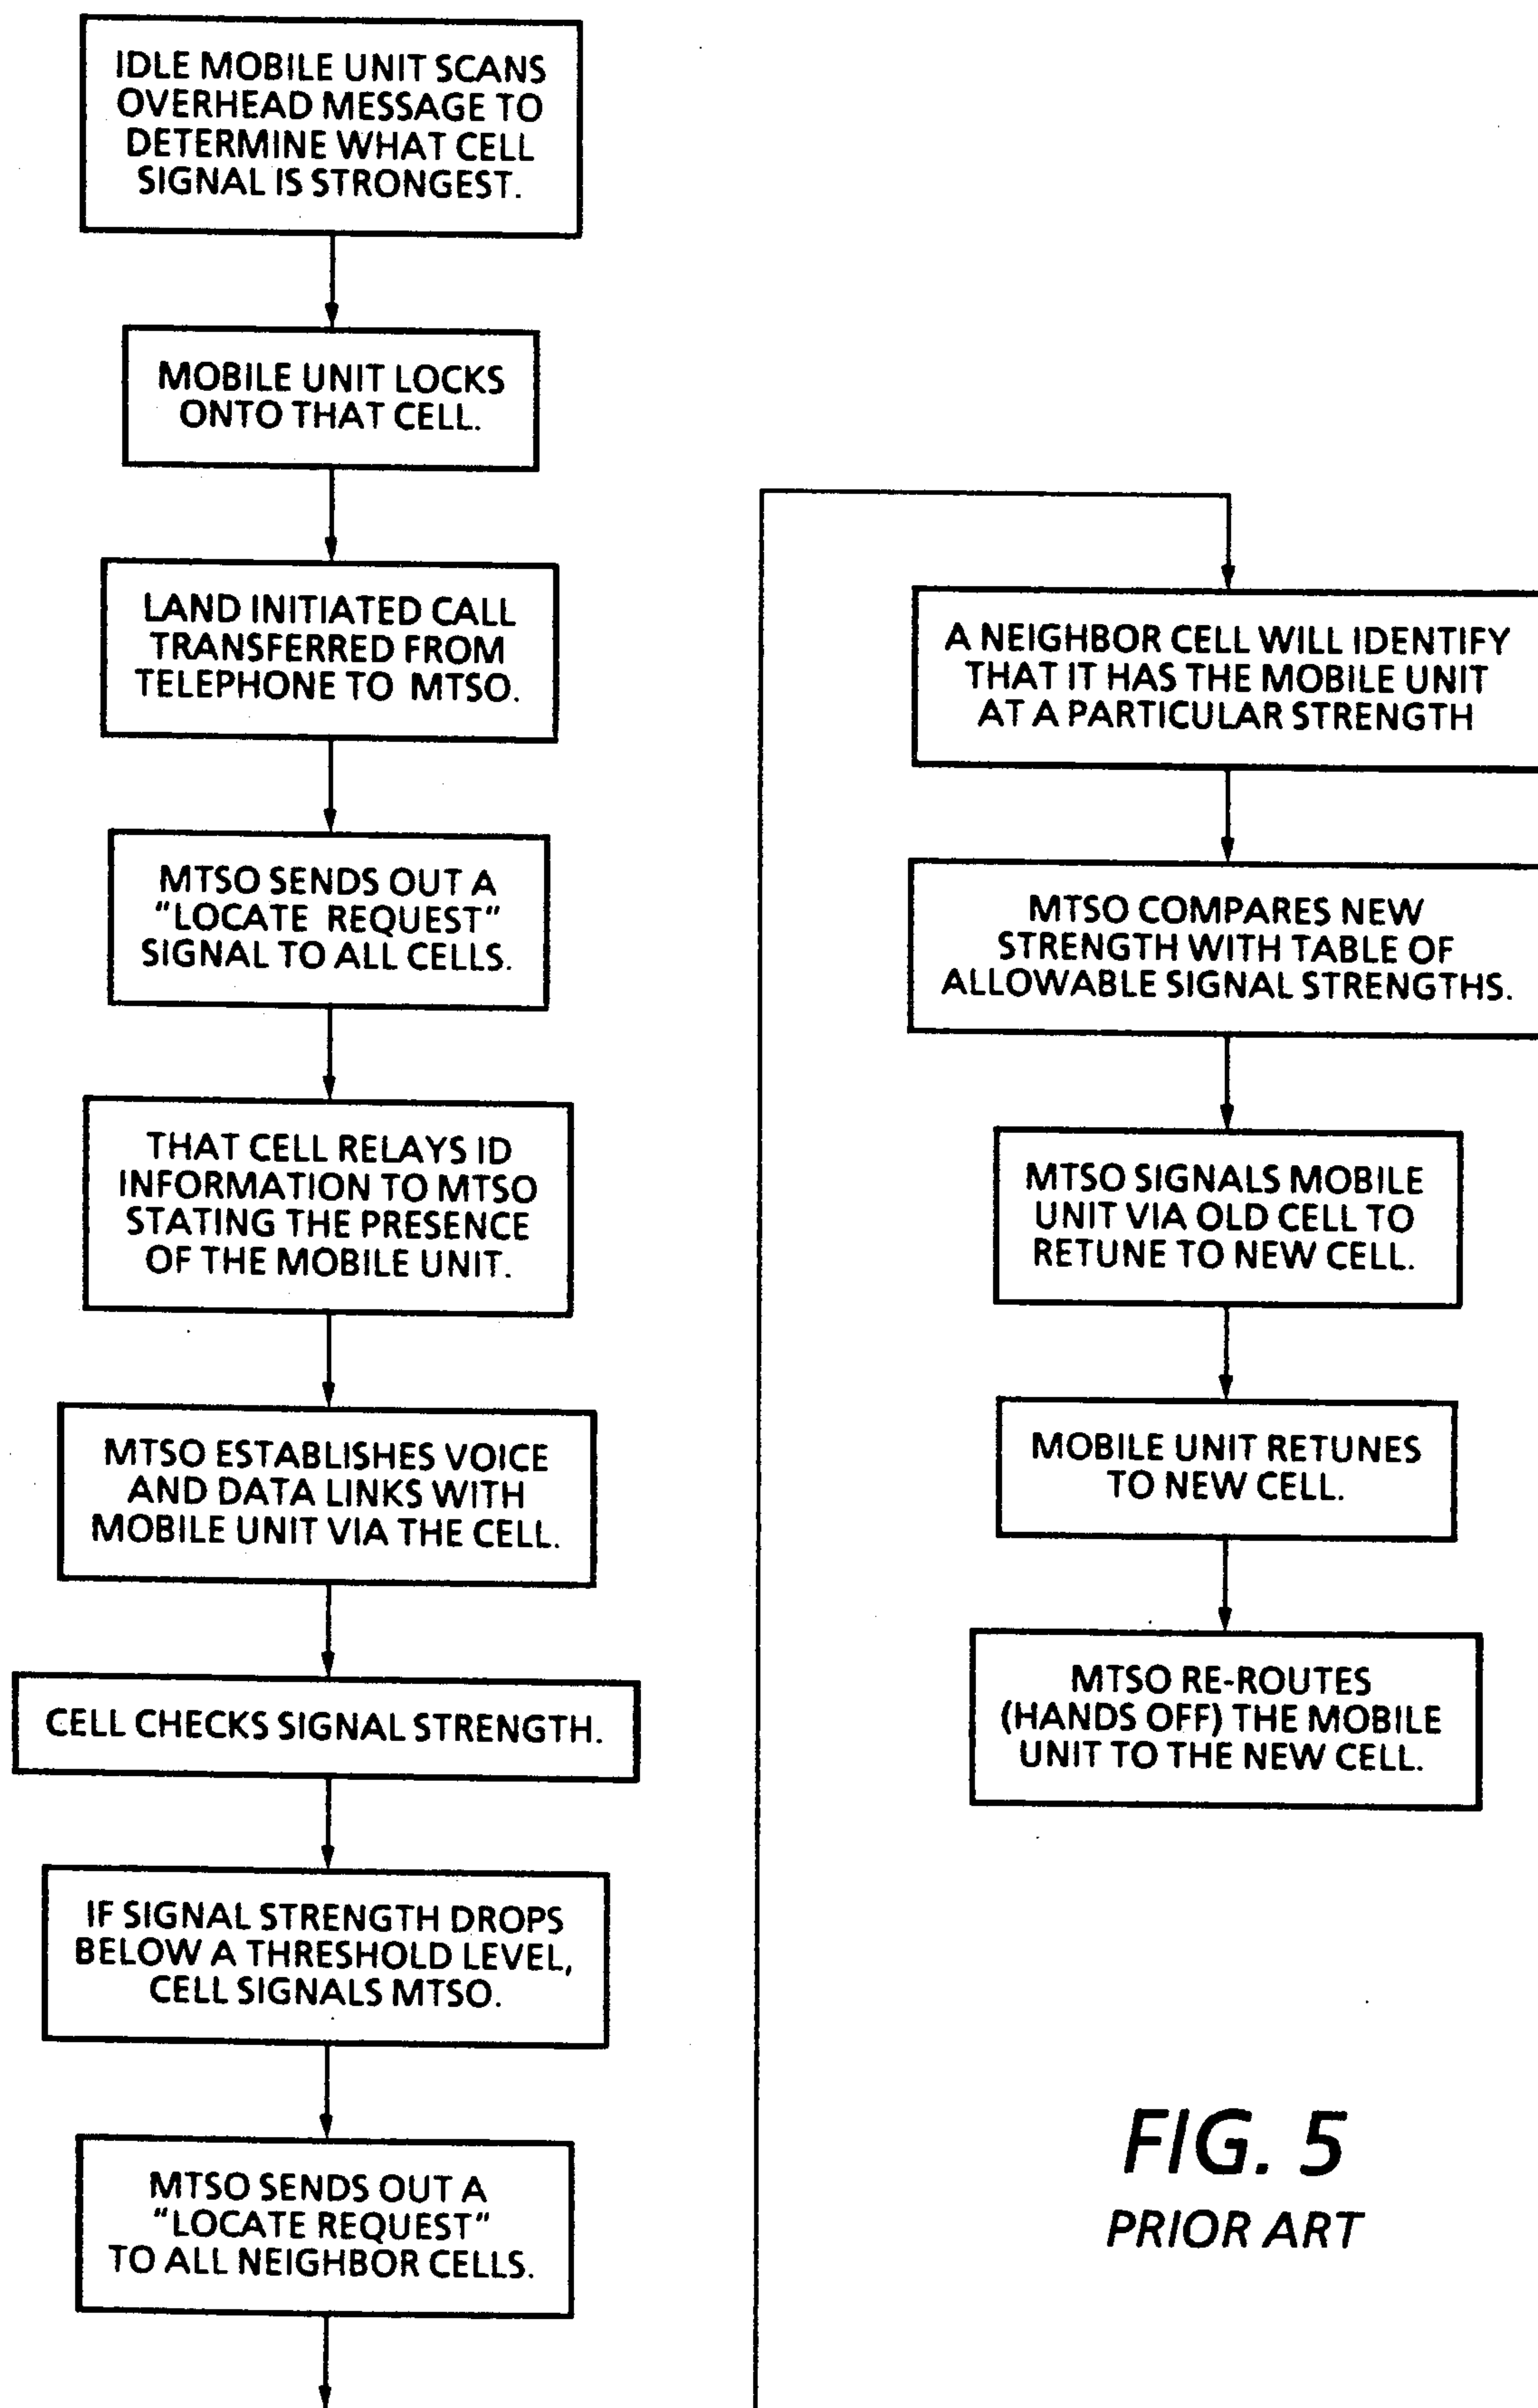 IDLE MOBILE UNIT SCANS
OVERHEAD MESSAGE TO
DETERMINE WHAT CELL
SIGNAL IS STRONGEST.
MOBILE UNIT LOCKS
ONTO THAT CELL.
LAND INITIATED CALL
TRANSFERRED FROM
TELEPHONE TO MTSO.
MTSO SENDS OUT A
"LOCATE REQUEST"
SIGNAL TO ALL CELLS.
THAT CELL RELAYS ID
INFORMATION TO MTSO
STATING THE PRESENCE
OF THE MOBILE UNIT.
MTSO ESTABLISHES VOICE
AND DATA LINKS WITH
MOBILE UNIT VIA THE CELL.
CELL CHECKS SIGNAL STRENGTH.
IF SIGNAL STRENGTH DROPS
BELOW A THRESHOLD LEVEL,
CELL SIGNALS MTSO.
MTSO SENDS OUT A
"LOCATE REQUEST"
TO ALL NEIGHBOR CELLS.
A NEIGHBOR CELL WILL IDENTIFY
THAT IT HAS THE MOBILE UNIT
AT A PARTICULAR STRENGTH
MTSO COMPARES NEW
STRENGTH WITH TABLE OF
ALLOWABLE SIGNAL STRENGTHS.
MTSO SIGNALS MOBILE
UNIT VIA OLD CELL TO
RETUNE TO NEW CELL.
MOBILE UNIT RETUNES
TO NEW CELL.
MTSO RE-ROUTES
(HANDS OFF) THE MOBILE
UNIT TO THE NEW CELL.
FIG. 5
PRIOR ART